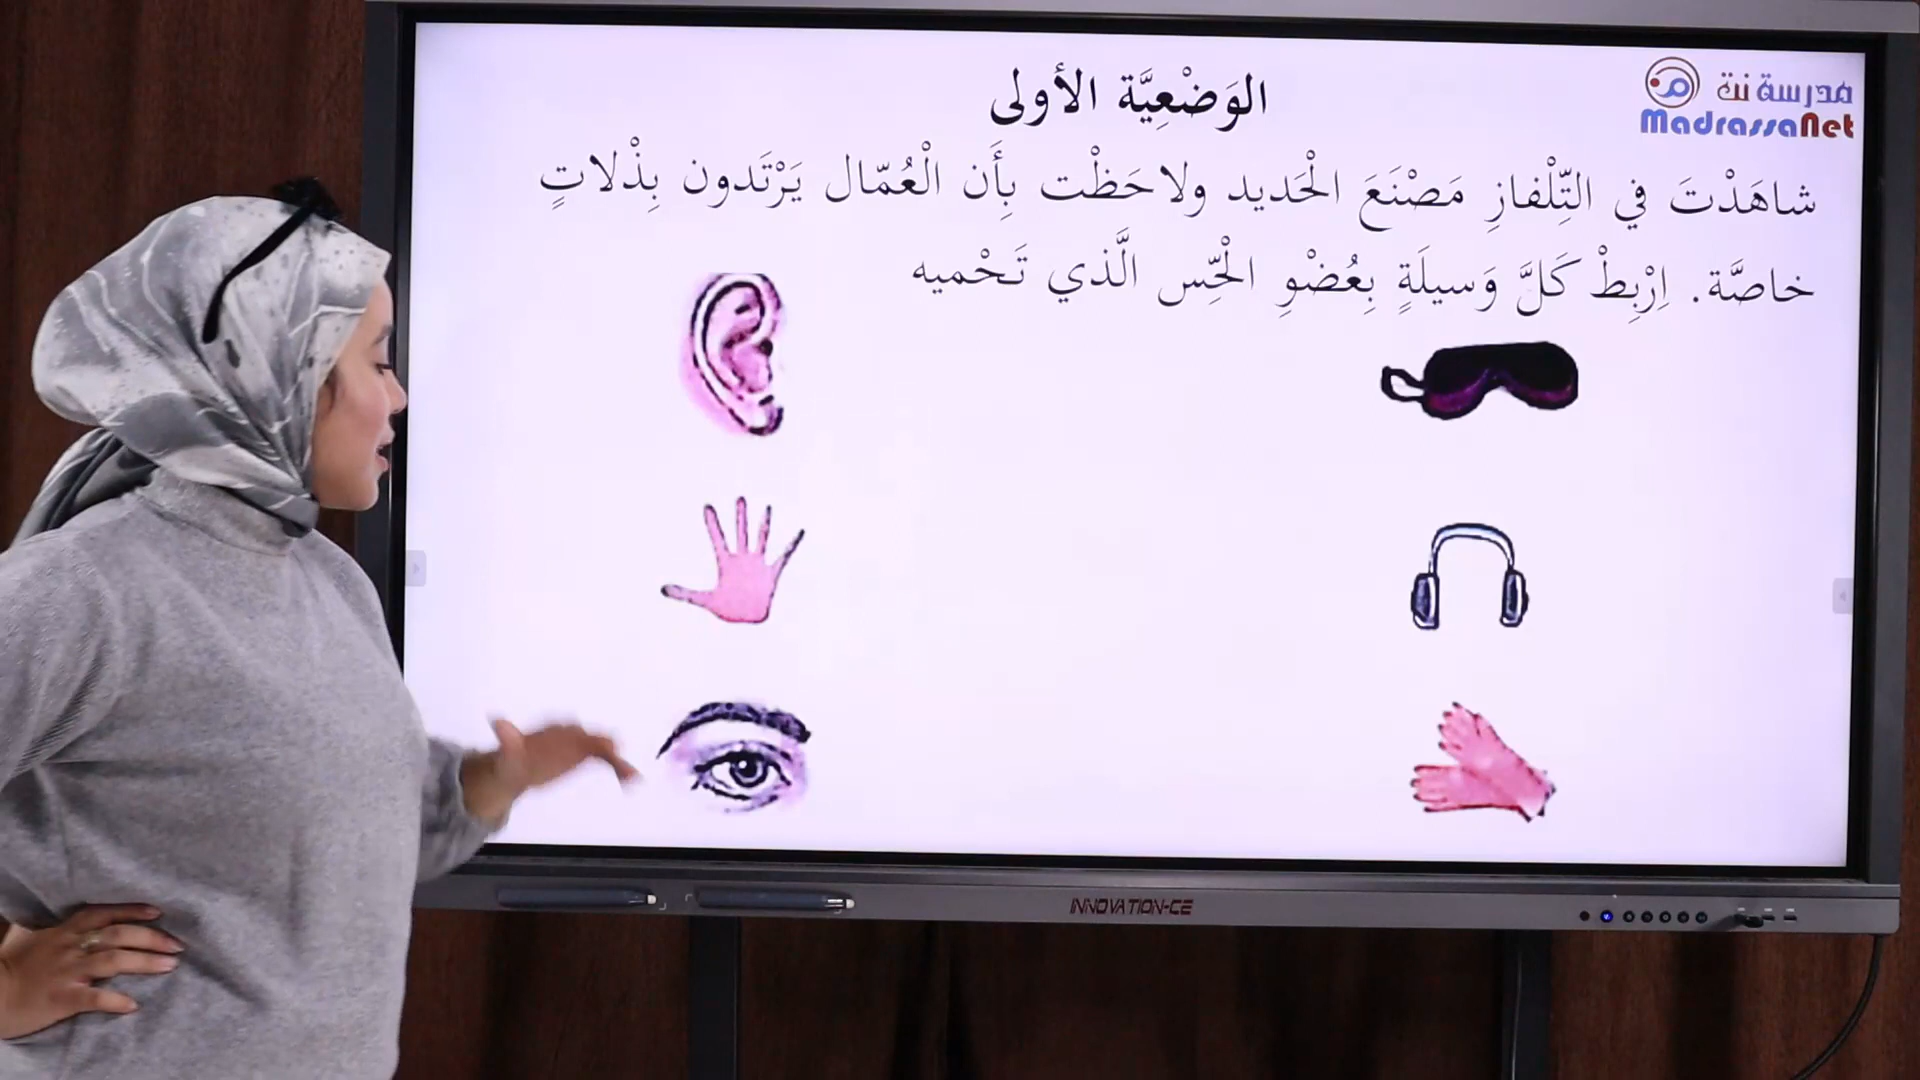 الوَضْعِيَّة الأولى
مدرسة نت
MadrassaNet
شاهَدْتَ في التِّلْفازِ مَصْنَعَ الْحَديد ولاحَظْت بِأَن الْعُمّال يَرْتَدون بِذْلاتٍ
خاصَّة. اِرْبِطْ كَلَّ وَسيلَةٍ بِعُضْوِ الْحِّس الَّذي تَحْميه
INNOVATION-CE